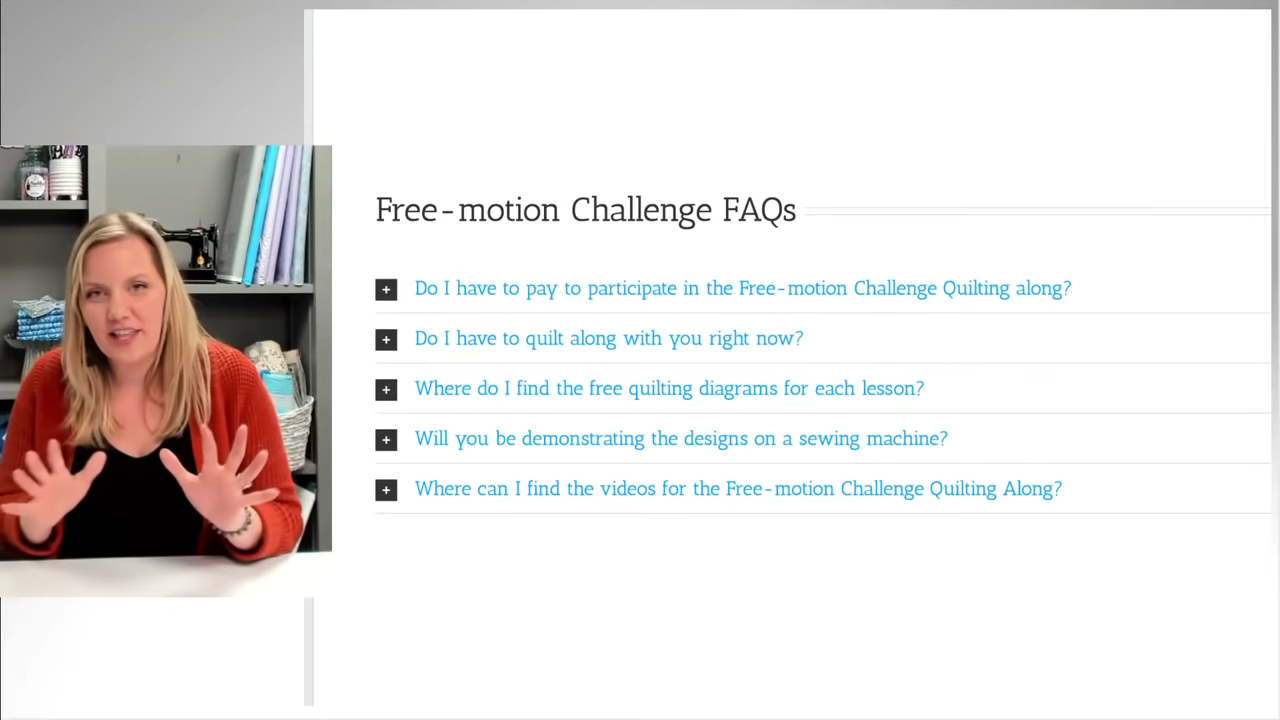 Free-motion Challenge FAQs
+ Do I have to pay to participate in the Free-motion Challenge Quilting along?
+ Do I have to quilt along with you right now?
+ Where do I find the free quilting diagrams for each lesson?
+ Will you be demonstrating the designs on a sewing machine?
+ Where can I find the videos for the Free-motion Challenge Quilting Along?